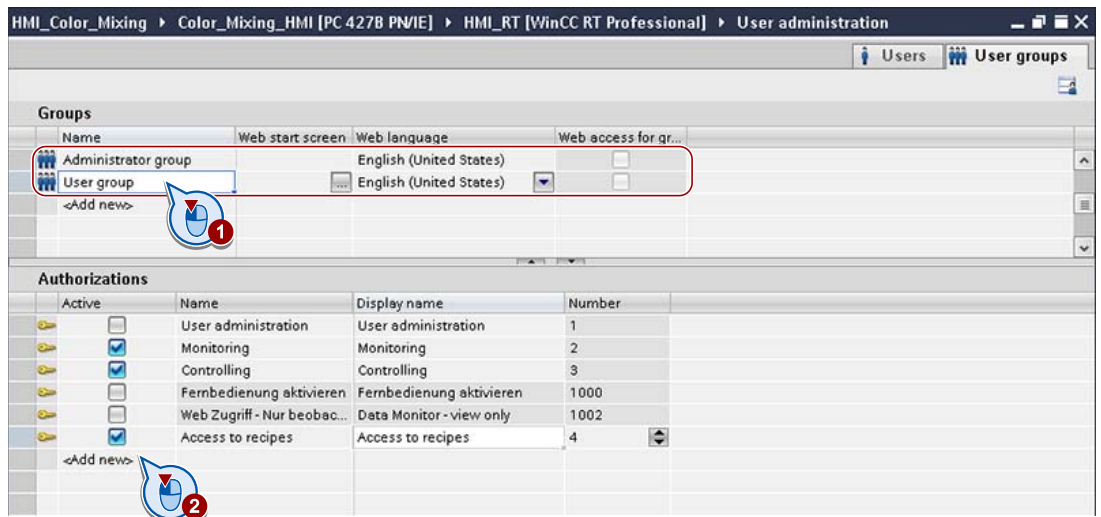 HMI_Color_Mixing ▸ Color_Mixing_HMI [PC 427B PN/IE] ▸ HMI_RT [WinCC RT Professional] ▸ User administration
Users User groups
Groups
Name Web start screen Web language Web access for gr...
Administrator group English (United States)
User group ... English (United States)
<Add new>
1
Authorizations
Active Name Display name Number
User administration User administration 1
Monitoring Monitoring 2
Controlling Controlling 3
Fernbedienung aktivieren Fernbedienung aktivieren 1000
Web Zugriff - Nur beobac... Data Monitor - view only 1002
Access to recipes Access to recipes 4
<Add new>
2